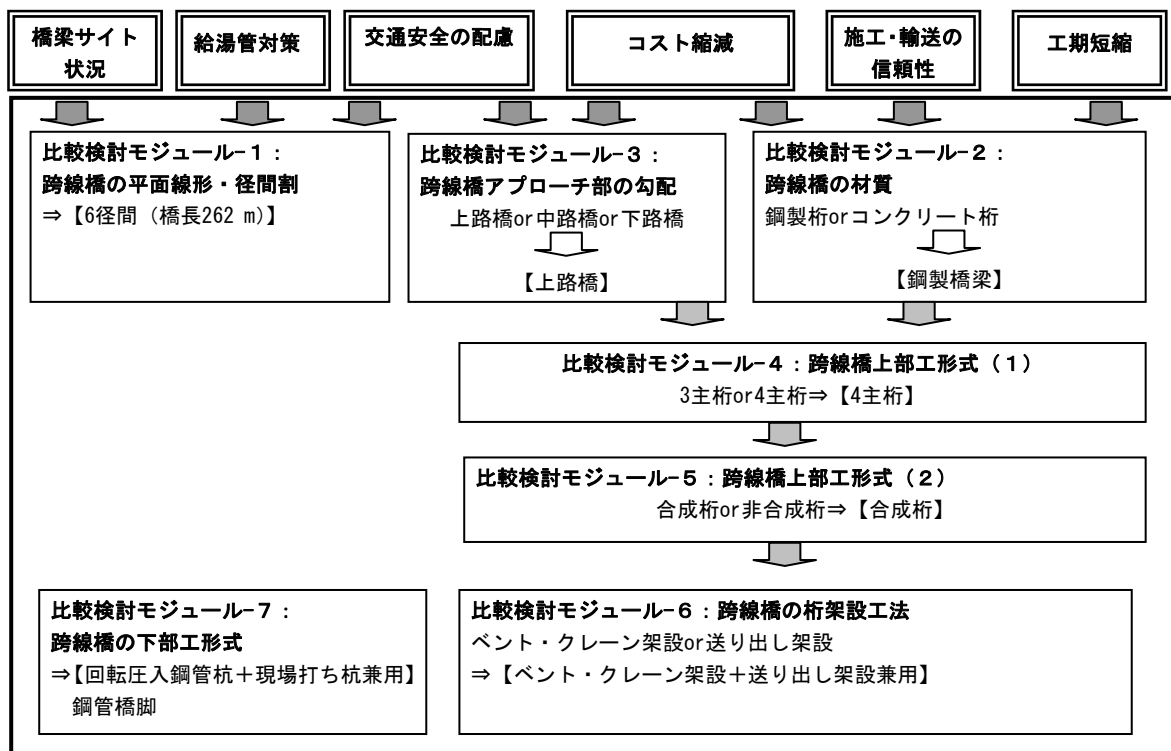 橋梁サイト
状況
給湯管対策
交通安全の配慮
コスト縮減
施工・輸送の
信頼性
工期短縮
比較検討モジュール-1：
跨線橋の平面線形・径間割
⇒【6径間（橋長262 m)】
比較検討モジュール-3：
跨線橋アプローチ部の勾配
上路橋or中路橋or下路橋
【上路橋】
比較検討モジュール-2：
跨線橋の材質
鋼製桁orコンクリート桁
【鋼製橋梁】
比較検討モジュール-4：跨線橋上部工形式（1）
3主桁or4主桁⇒【4主桁】
比較検討モジュール-5：跨線橋上部工形式（2）
合成桁or非合成桁⇒【合成桁】
比較検討モジュール-7：
跨線橋の下部工形式
⇒【回転圧入鋼管杭＋現場打ち杭兼用】
鋼管橋脚
比較検討モジュール-6：跨線橋の桁架設工法
ベント・クレーン架設or送り出し架設
⇒【ベント・クレーン架設＋送り出し架設兼用】